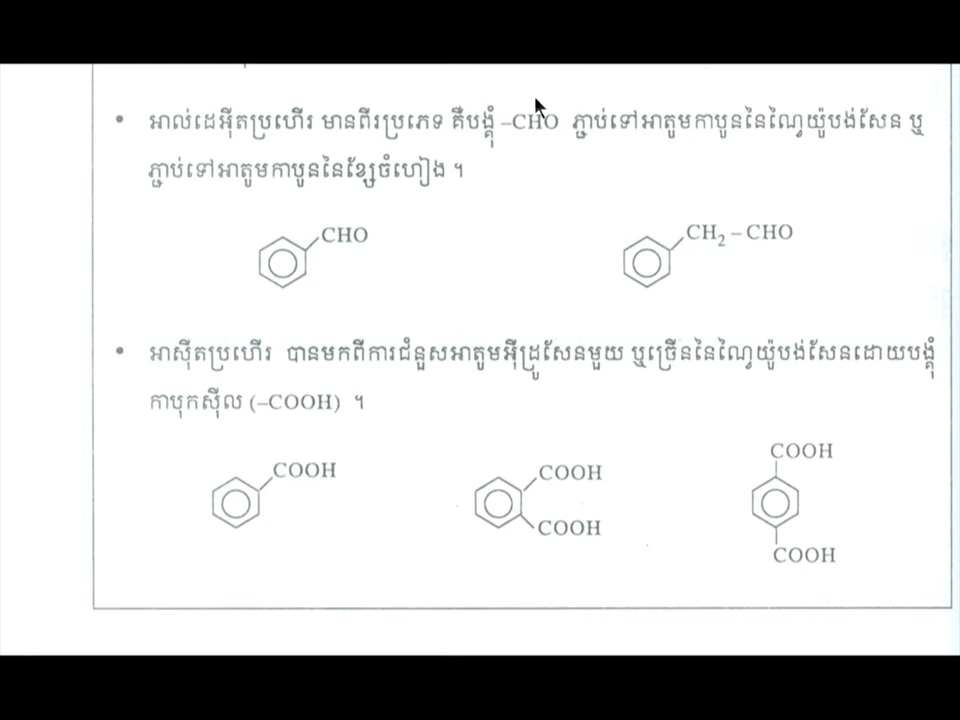 • អាល់ដេអ៊ីតប្រហើរ មានពីរប្រភេទ គឺបង្គុំ –CHO ភ្ជាប់ទៅអាតូមកាបូននៃណ្វៃយ៉ូបង់សែន ឬ
ភ្ជាប់ទៅអាតូមកាបូននៃខ្សែចំហៀង ។
CHO
CH₂ – CHO
• អាស៊ីតប្រហើរ បានមកពីការជំនួសអាតូមអ៊ីដ្រូសែនមួយ ឬច្រើននៃណ្វៃយ៉ូបង់សែនដោយបង្គុំ
កាបុកស៊ីល (–COOH) ។
COOH
COOH
COOH
COOH
COOH